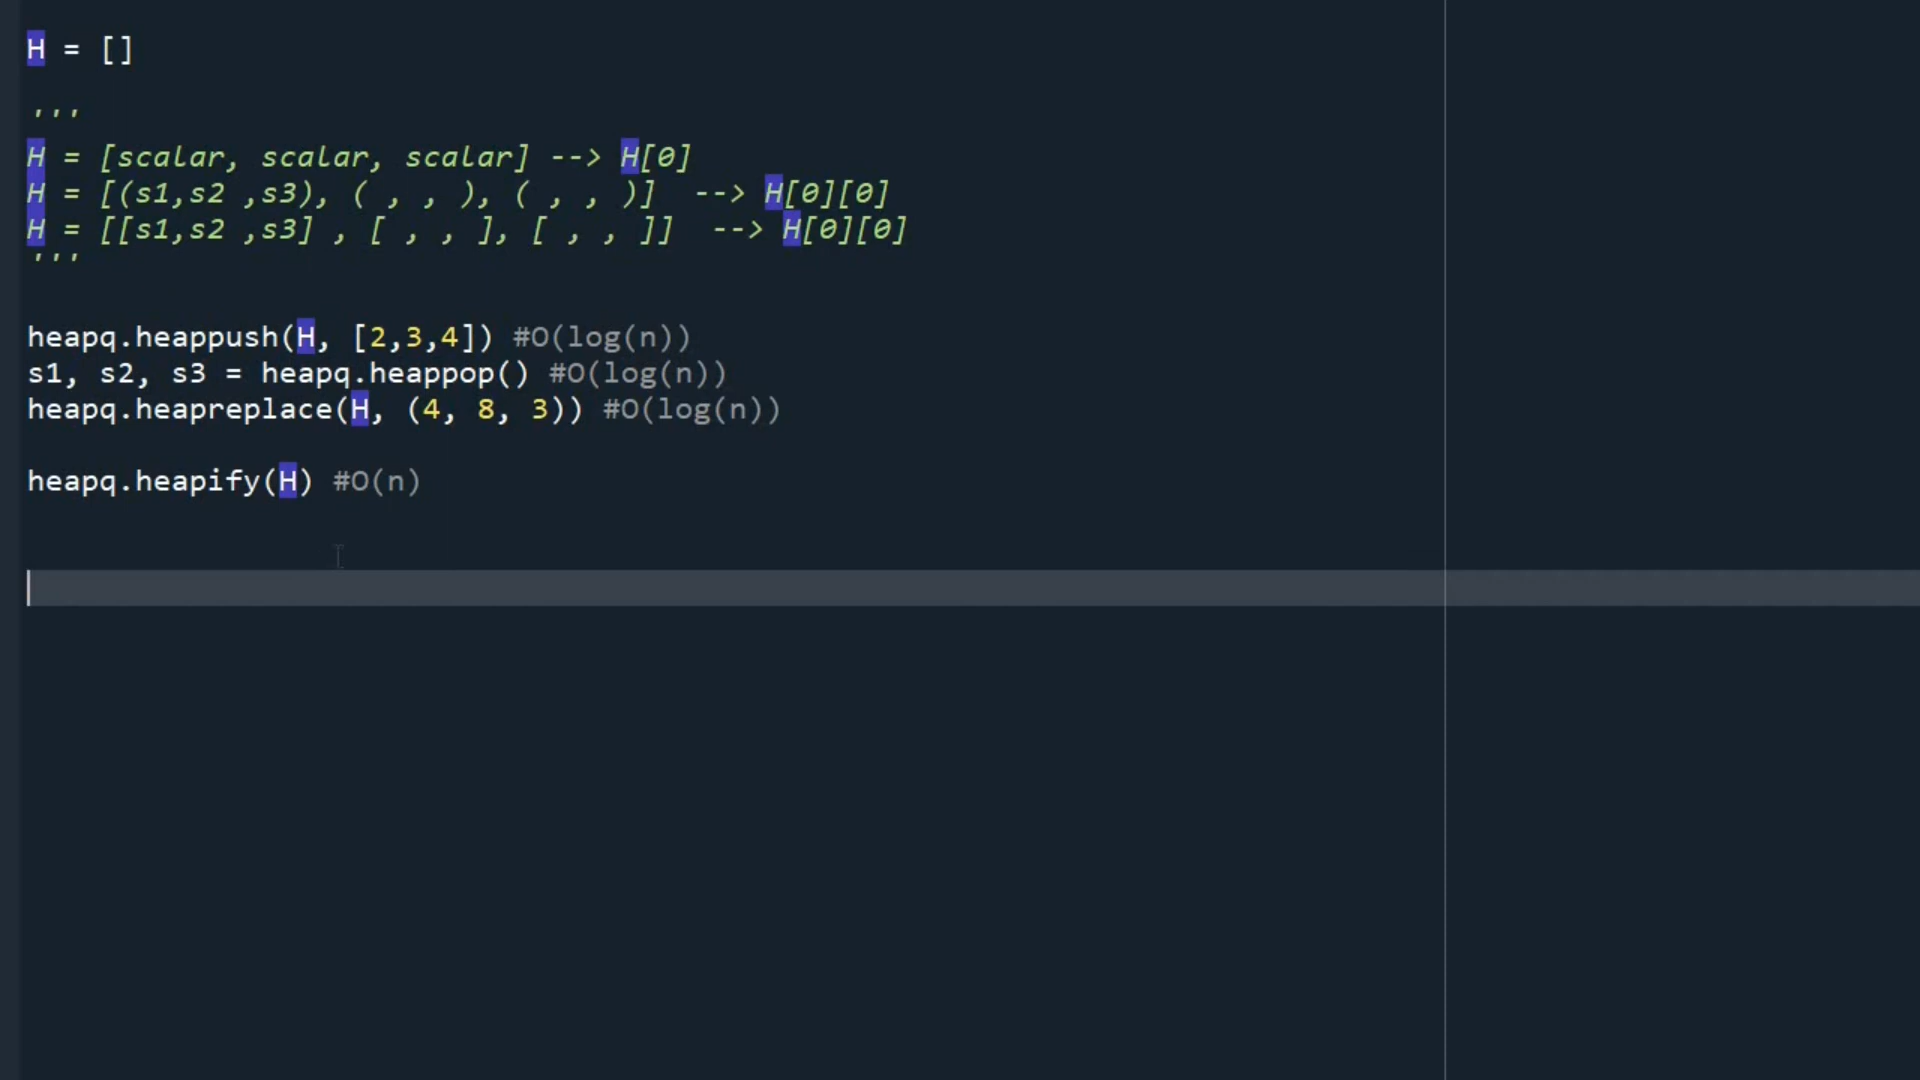 H = []
'''
H = [scalar, scalar, scalar] --> H[0]
H = [(s1,s2 ,s3), ( , , ), ( , , )]  --> H[0][0]
H = [[s1,s2 ,s3] , [ , , ], [ , , ]]  --> H[0][0]
'''
heapq.heappush(H, [2,3,4]) #O(log(n))
s1, s2, s3 = heapq.heappop() #O(log(n))
heapq.heapreplace(H, (4, 8, 3)) #O(log(n))
heapq.heapify(H) #O(n)